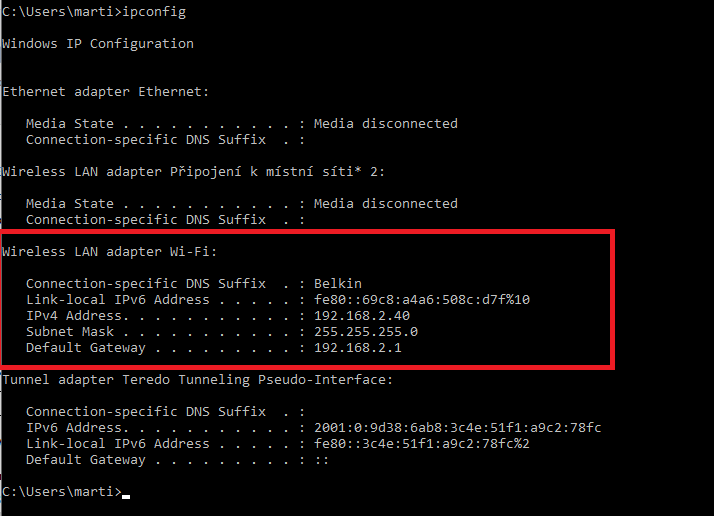 C:\Users\marti>ipconfig
Windows IP Configuration
Ethernet adapter Ethernet:
Media State . . . . . . . . . . . : Media disconnected
Connection-specific DNS Suffix  . :
Wireless LAN adapter Připojení k místní síti* 2:
Media State . . . . . . . . . . . : Media disconnected
Connection-specific DNS Suffix  . :
Wireless LAN adapter Wi-Fi:
Connection-specific DNS Suffix  . : Belkin
Link-local IPv6 Address . . . . . : fe80::69c8:a4a6:508c:d7f%10
IPv4 Address. . . . . . . . . . . : 192.168.2.40
Subnet Mask . . . . . . . . . . . : 255.255.255.0
Default Gateway . . . . . . . . . : 192.168.2.1
Tunnel adapter Teredo Tunneling Pseudo-Interface:
Connection-specific DNS Suffix  . :
IPv6 Address. . . . . . . . . . . : 2001:0:9d38:6ab8:3c4e:51f1:a9c2:78fc
Link-local IPv6 Address . . . . . : fe80::3c4e:51f1:a9c2:78fc%2
Default Gateway . . . . . . . . . : ::
C:\Users\marti>